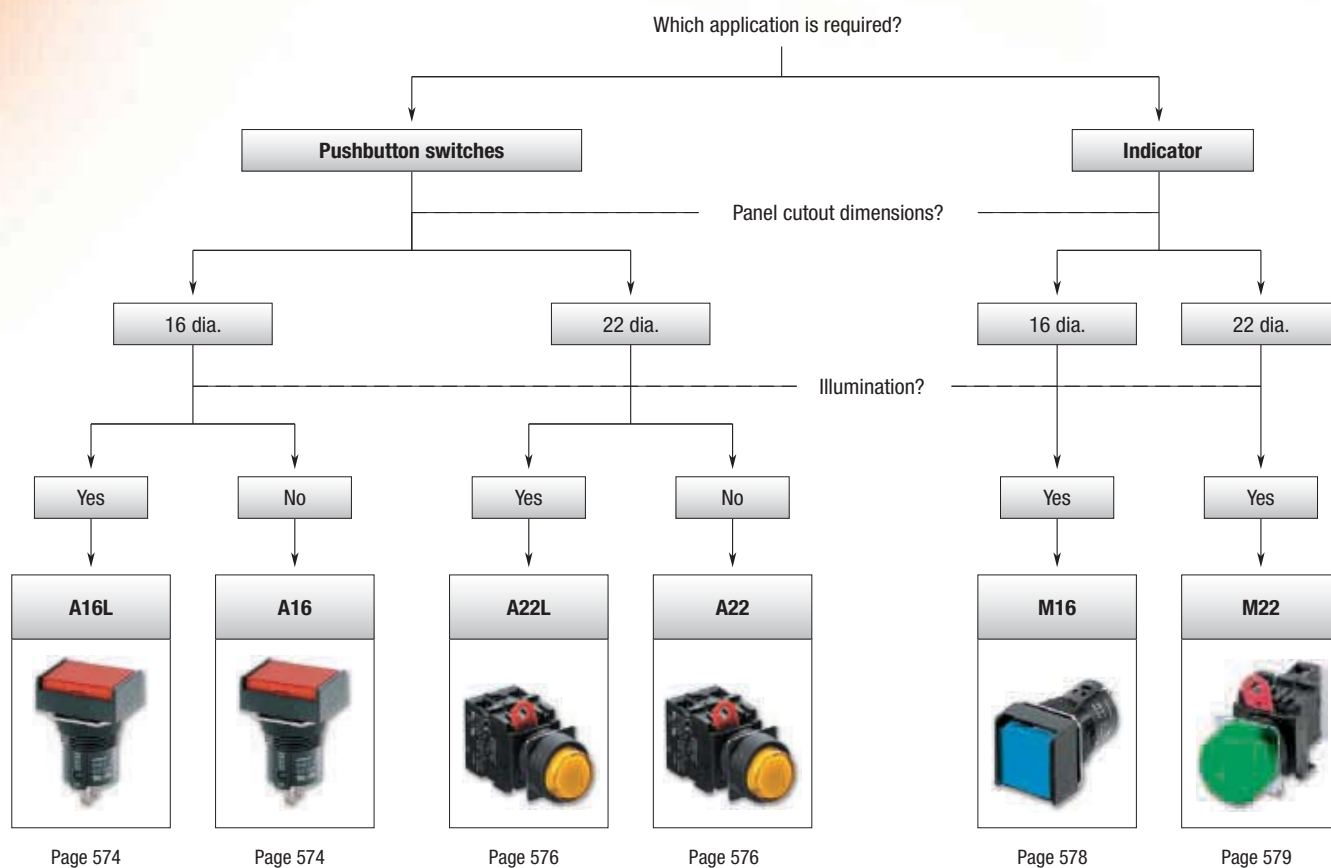 Which application is required?
Pushbutton switches
Indicator
Panel cutout dimensions?
16 dia.
22 dia.
16 dia.
22 dia.
Illumination?
Yes
No
Yes
No
Yes
Yes
A16L
A16
A22L
A22
M16
M22
Page 574
Page 574
Page 576
Page 576
Page 578
Page 579